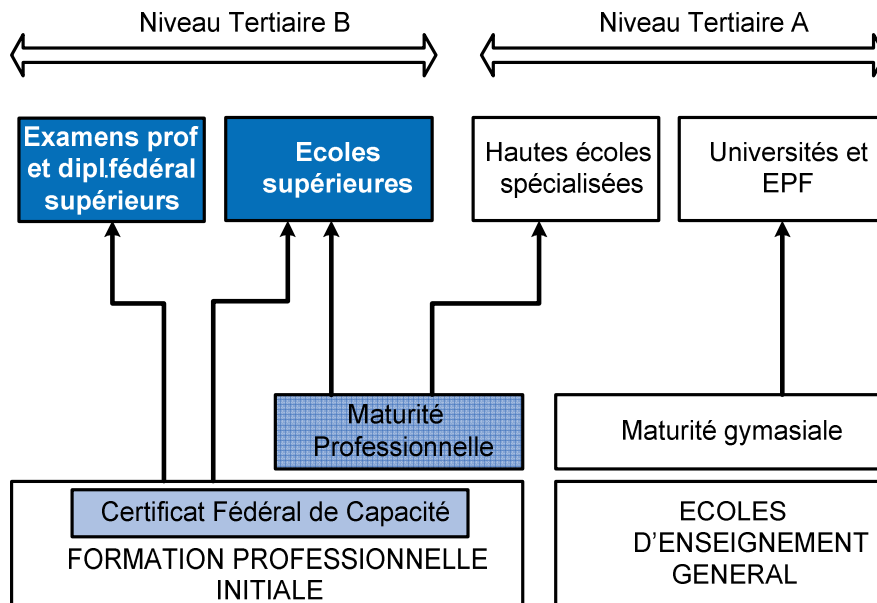 Niveau Tertiaire B
Niveau Tertiaire A
Examens prof
et dipl.fédéral
supérieurs
Ecoles
supérieures
Hautes écoles
spécialisées
Universités et
EPF
Maturité
Professionnelle
Maturité gymasiale
Certificat Fédéral de Capacité
FORMATION PROFESSIONNELLE
INITIALE
ECOLES
D'ENSEIGNEMENT
GENERAL